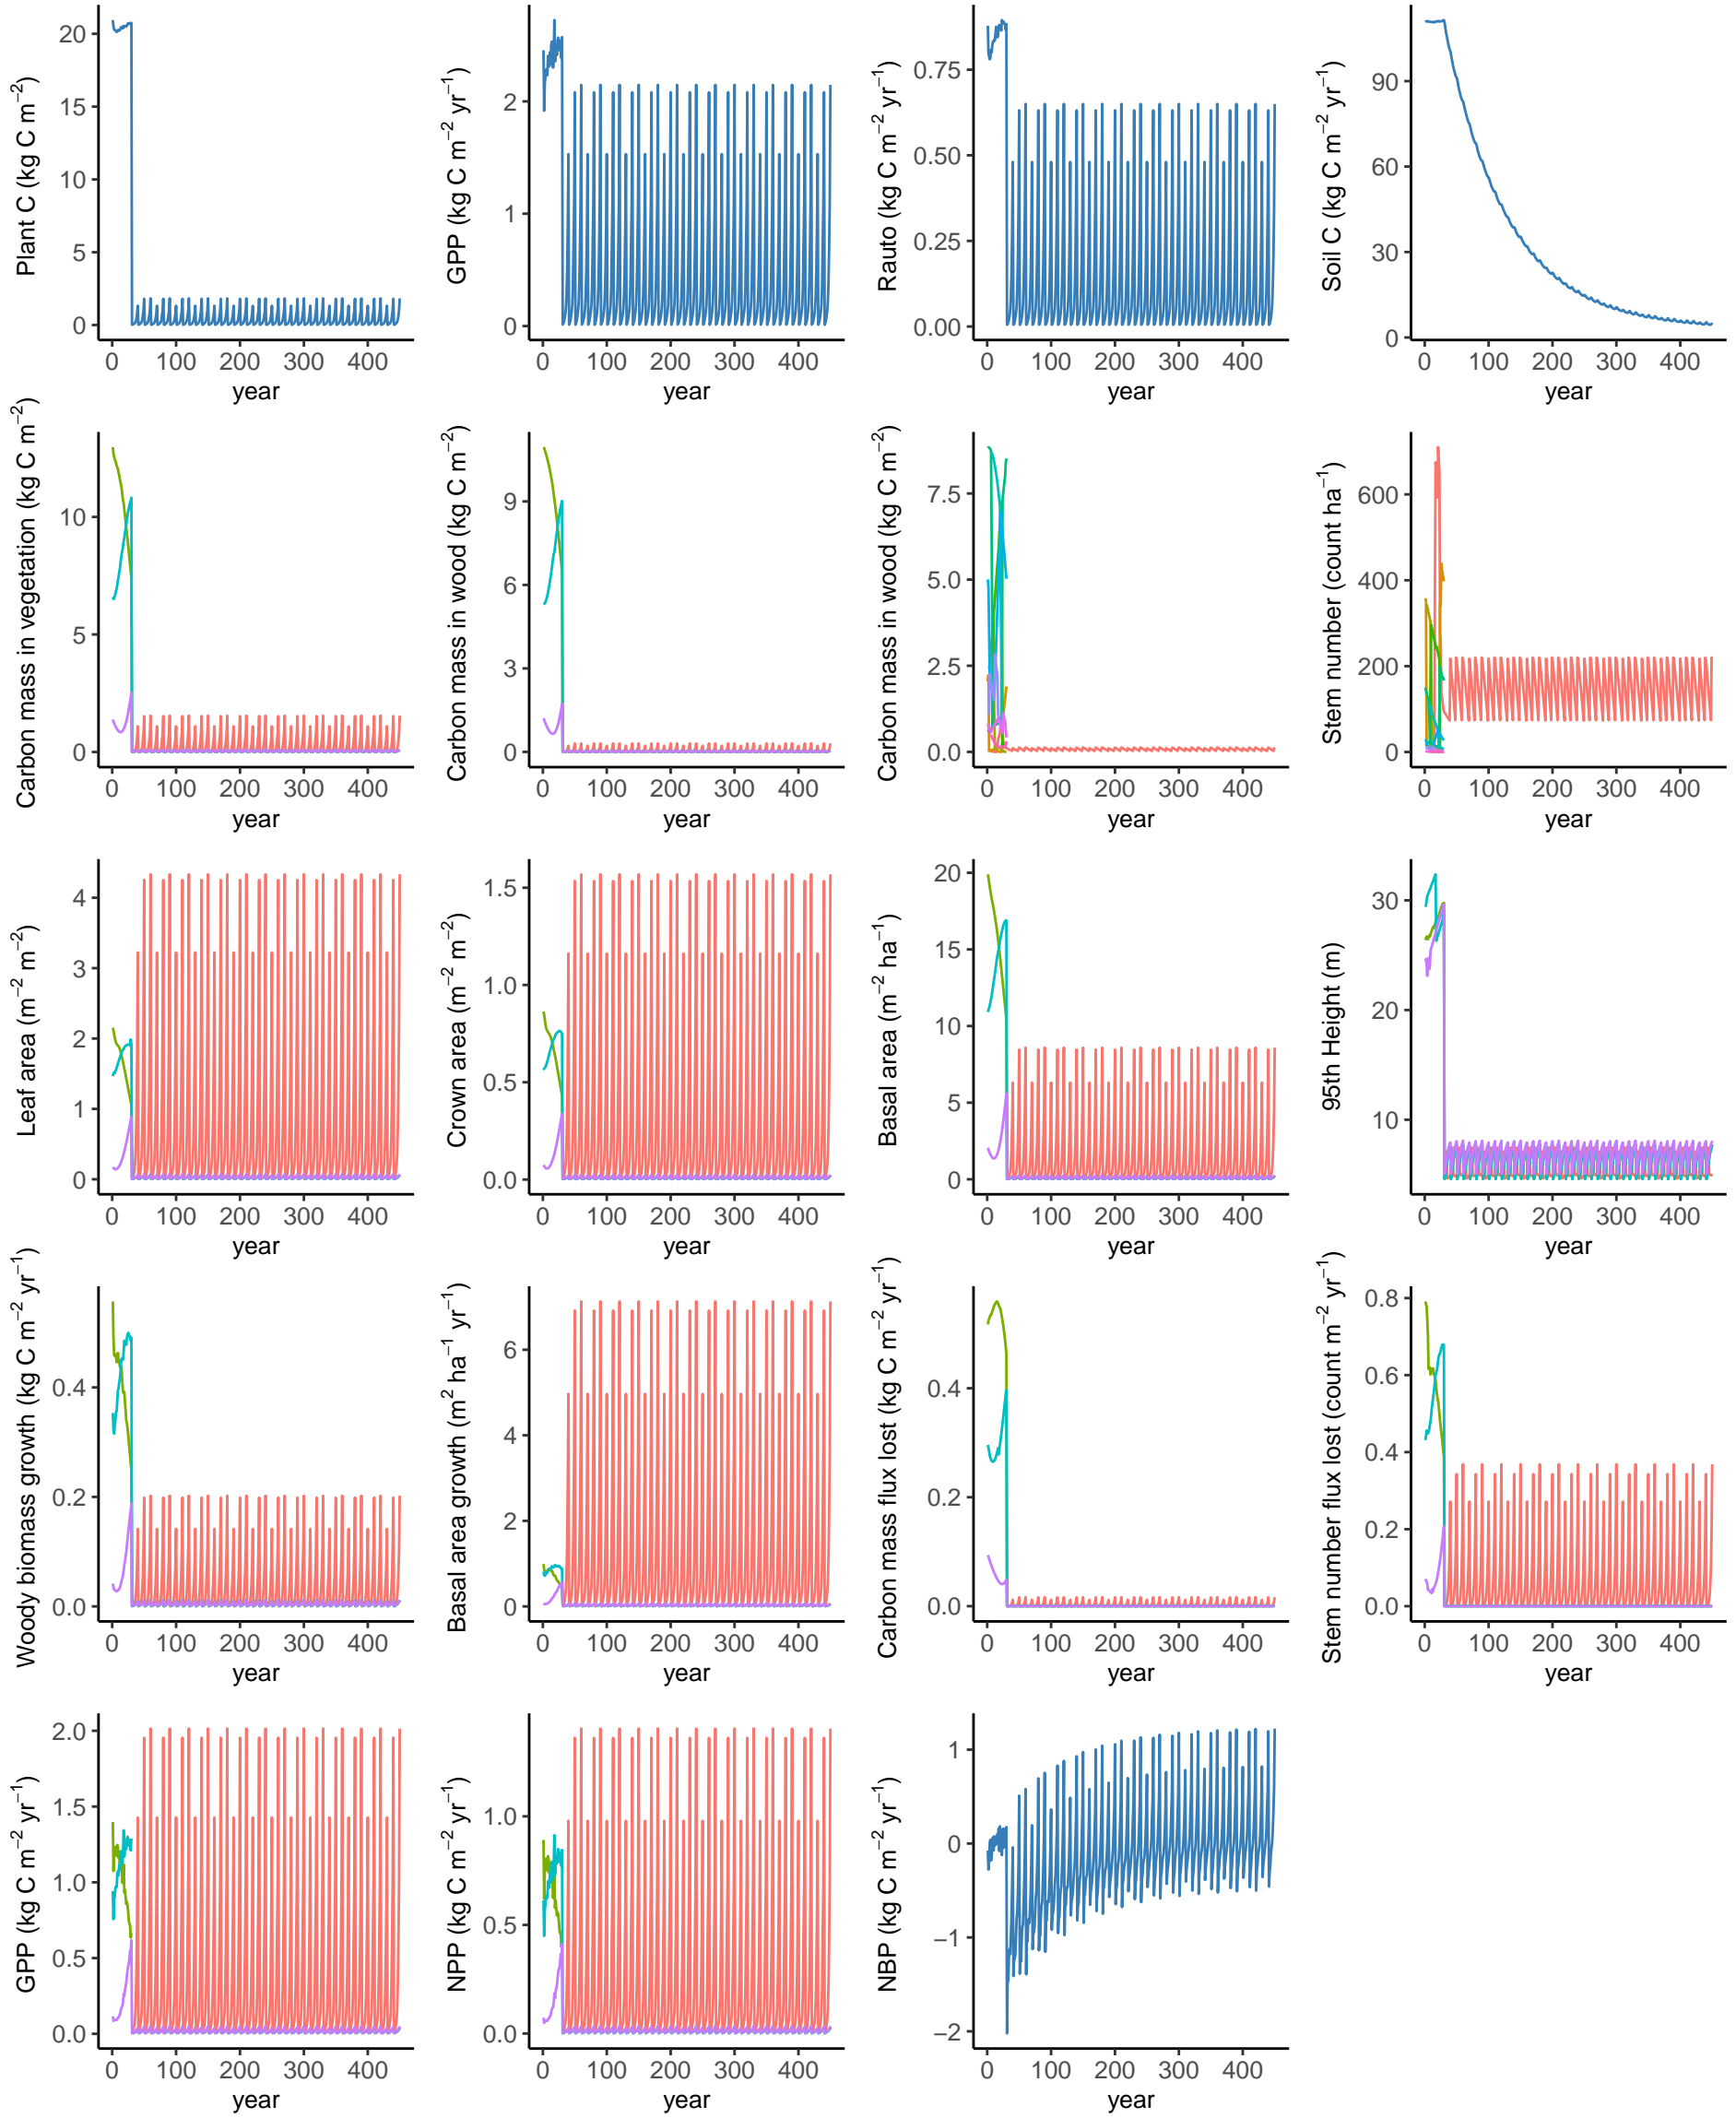 Plant C (kg C m⁻²)
20
15
10
5
0
0 100 200 300 400
year
GPP (kg C m⁻² yr⁻¹)
2
1
0
0 100 200 300 400
year
Rauto (kg C m⁻² yr⁻¹)
0.75
0.50
0.25
0.00
0 100 200 300 400
year
Soil C (kg C m⁻² yr⁻¹)
90
60
30
0
0 100 200 300 400
year
Carbon mass in vegetation (kg C m⁻²)
10
5
0
0 100 200 300 400
year
Carbon mass in wood (kg C m⁻²)
9
6
3
0
0 100 200 300 400
year
Carbon mass in wood (kg C m⁻²)
7.5
5.0
2.5
0.0
0 100 200 300 400
year
Stem number (count ha⁻¹)
600
400
200
0
0 100 200 300 400
year
Leaf area (m⁻² m⁻²)
4
3
2
1
0
0 100 200 300 400
year
Crown area (m⁻² m⁻²)
1.5
1.0
0.5
0.0
0 100 200 300 400
year
Basal area (m⁻² ha⁻¹)
20
15
10
5
0
0 100 200 300 400
year
95th Height (m)
30
20
10
0 100 200 300 400
year
Woody biomass growth (kg C m⁻² yr⁻¹)
0.4
0.2
0.0
0 100 200 300 400
year
Basal area growth (m² ha⁻¹ yr⁻¹)
6
4
2
0
0 100 200 300 400
year
Carbon mass flux lost (kg C m⁻² yr⁻¹)
0.4
0.2
0.0
0 100 200 300 400
year
Stem number flux lost (count m⁻² yr⁻¹)
0.8
0.6
0.4
0.2
0.0
0 100 200 300 400
year
GPP (kg C m⁻² yr⁻¹)
2.0
1.5
1.0
0.5
0.0
0 100 200 300 400
year
NPP (kg C m⁻² yr⁻¹)
1.0
0.5
0.0
0 100 200 300 400
year
NBP (kg C m⁻² yr⁻¹)
1
0
−1
−2
0 100 200 300 400
year